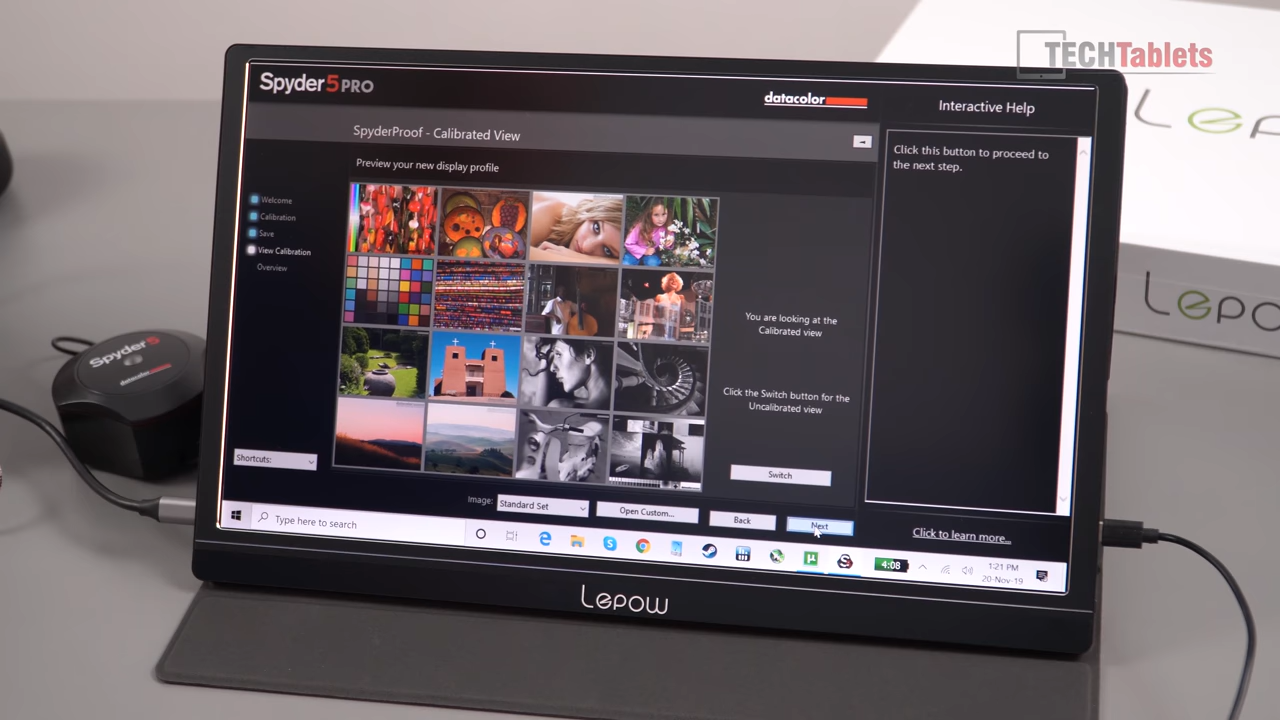 TECHTablets
Lepow
Lepow
Spyder5PRO
datacolor
Interactive Help
SpyderProof - Calibrated View
Preview your new display profile
Click this button to proceed to
the next step.
Welcome
Calibration
Save
View Calibration
Overview
You are looking at the
Calibrated view
Click the Switch button for the
Uncalibrated view
Switch
Shortcuts:
Image:
Standard Set
Open Custom...
Back
Next
Click to learn more...
Type here to search
4:08
1:21 PM
20-Nov-19
Spyder5
datacolor
Lepow